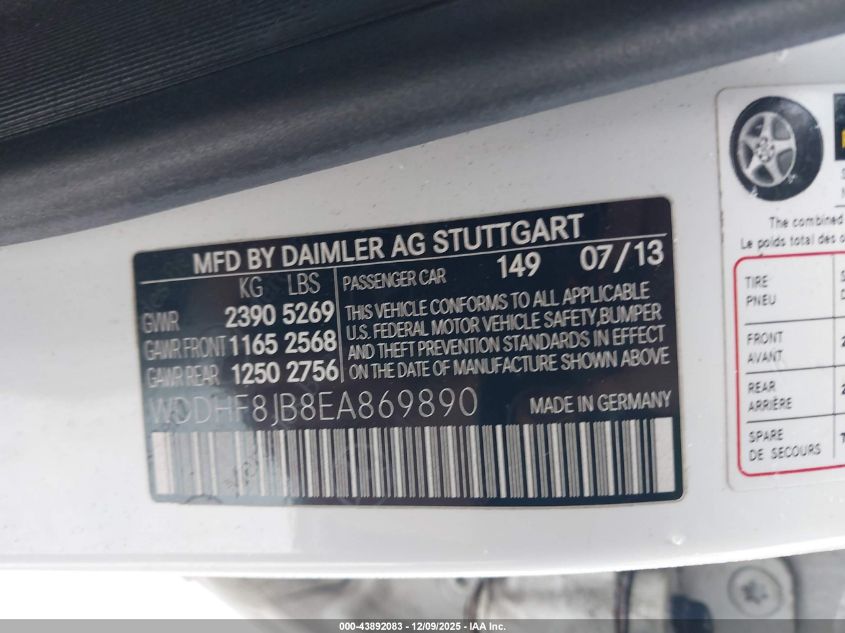 MFD BY DAIMLER AG STUTTGART
KG LBS
GVWR 2390 5269
GAWR FRONT 1165 2568
GAWR REAR 1250 2756
PASSENGER CAR 149 07/13
THIS VEHICLE CONFORMS TO ALL APPLICABLE
U.S. FEDERAL MOTOR VEHICLE SAFETY, BUMPER
AND THEFT PREVENTION STANDARDS IN EFFECT
ON THE DATE OF MANUFACTURE SHOWN ABOVE
WDDHF8JB8EA869890 MADE IN GERMANY
The combined
Le poids total des
TIRE
PNEU
FRONT
AVANT
REAR
ARRIÈRE
SPARE
DE SECOURS
000-43892083 - 12/09/2025 - IAA Inc.